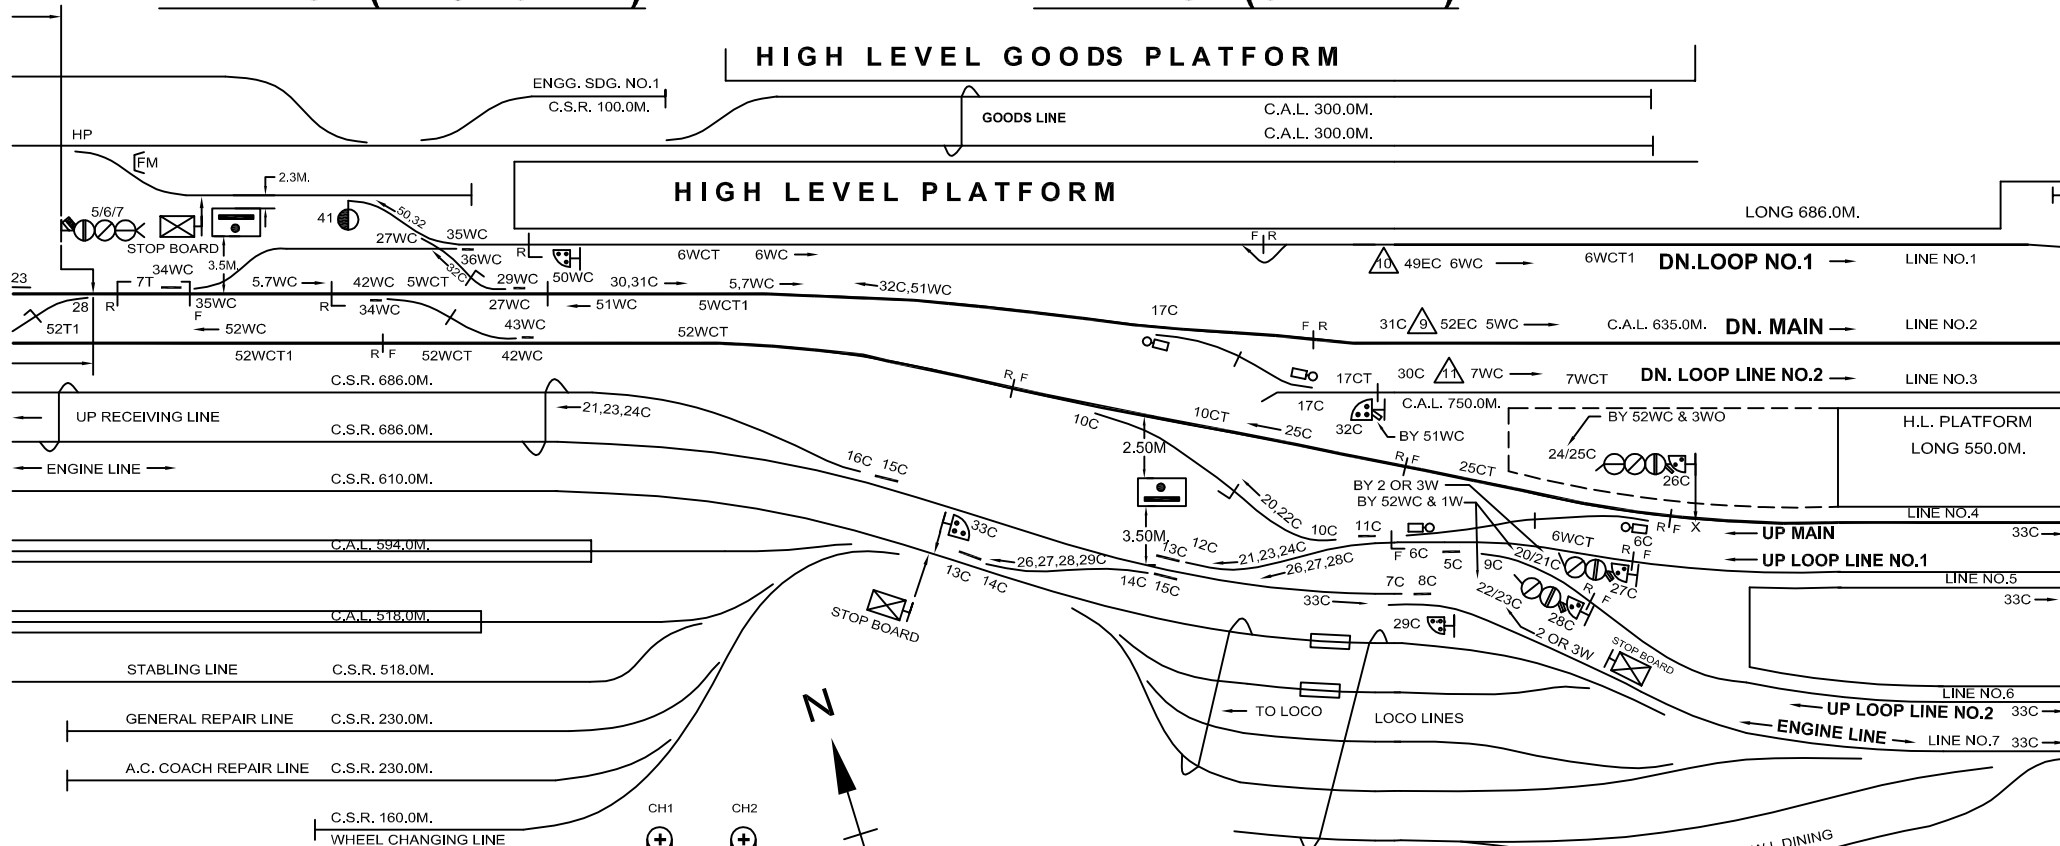 HIGH LEVEL GOODS PLATFORM
ENGG. SDG. NO.1
C.S.R. 100.0M.
GOODS LINE
C.A.L. 300.0M.
C.A.L. 300.0M.
HP
FM
2.3M.
HIGH LEVEL PLATFORM
LONG 686.0M.
5/6/7
STOP BOARD
41
50,32
27WC
35WC
36WC
32C
R
50WC
6WCT
6WC
F R
10
49EC 6WC
6WCT1
DN.LOOP NO.1
LINE NO.1
23
7T
34WC
3.5M.
5.7WC
42WC
5WCT
29WC
30,31C
5,7WC
32C,51WC
28
R
35WC
F
R
34WC
27WC
51WC
5WCT1
17C
52T1
52WC
43WC
52WCT
F R
31C
9
52EC 5WC
C.A.L. 635.0M.
DN. MAIN
LINE NO.2
52WCT1
R F
52WCT
42WC
C.S.R. 686.0M.
R F
17CT
30C
11
7WC
7WCT
DN. LOOP LINE NO.2
LINE NO.3
UP RECEIVING LINE
21,23,24C
10C
10CT
17C
C.A.L. 750.0M.
C.S.R. 686.0M.
25C
32C
BY 51WC
BY 52WC & 3WO
H.L. PLATFORM
LONG 550.0M.
ENGINE LINE
C.S.R. 610.0M.
16C
15C
2.50M
R F
25CT
24/25C
26C
BY 2 OR 3W
BY 52WC & 1W
20,22C
LINE NO.4
33C
3.50M.
10C
11C
R F
X
UP MAIN
33C
C.A.L. 594.0M.
13C
12C
21,23,24C
F
6C
5C
9C
6WCT
6C
R F
UP LOOP LINE NO.1
26,27,28,29C
26,27,28C
20/21C
27C
LINE NO.5
13C
14C
14C
15C
33C
7C
8C
22/23C
28C
R F
33C
C.A.L. 518.0M.
STOP BOARD
29C
2 OR 3W
STOP BOARD
STABLING LINE
C.S.R. 518.0M.
LINE NO.6
GENERAL REPAIR LINE
C.S.R. 230.0M.
N
TO LOCO
LOCO LINES
UP LOOP LINE NO.2
33C
ENGINE LINE
LINE NO.7
33C
A.C. COACH REPAIR LINE
C.S.R. 230.0M.
CH1
CH2
C.S.R. 160.0M.
WHEEL CHANGING LINE
DINING